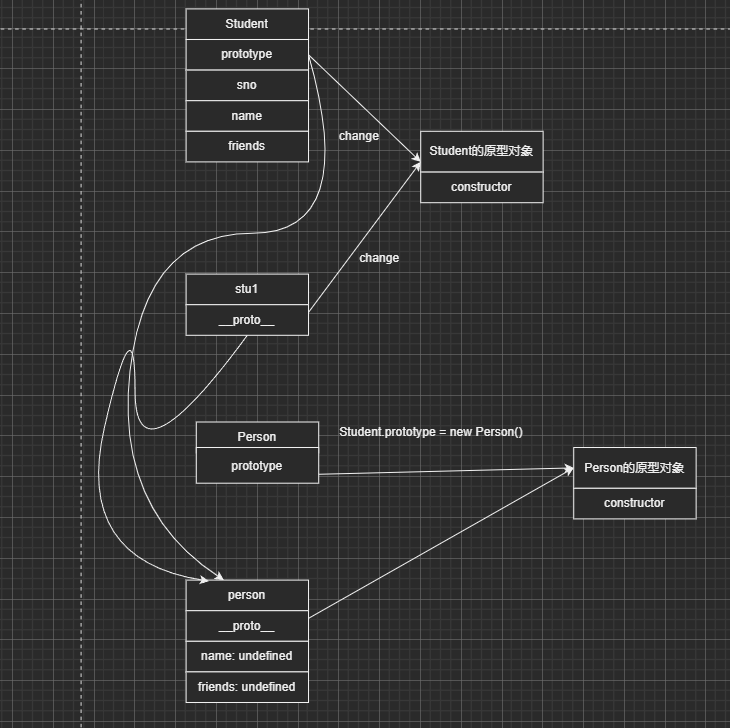 Student
prototype
sno
name
friends
change
Student的原型对象
constructor
change
stu1
__proto__
Person
prototype
Student.prototype = new Person()
Person的原型对象
constructor
person
__proto__
name: undefined
friends: undefined